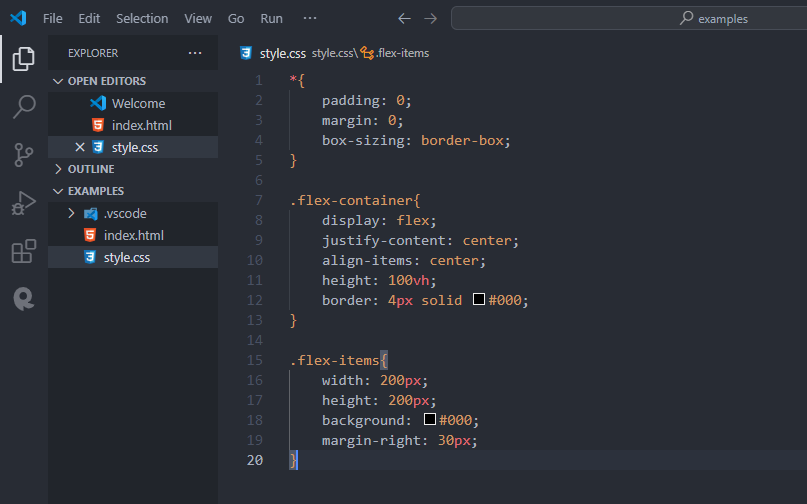 File Edit Selection View Go Run ··· examples
EXPLORER ···
OPEN EDITORS
Welcome
index.html
style.css
OUTLINE
EXAMPLES
.vscode
index.html
style.css
style.css style.css\ .flex-items
1 *{
2 padding: 0;
3 margin: 0;
4 box-sizing: border-box;
5 }
6
7 .flex-container{
8 display: flex;
9 justify-content: center;
10 align-items: center;
11 height: 100vh;
12 border: 4px solid #000;
13 }
14
15 .flex-items{
16 width: 200px;
17 height: 200px;
18 background: #000;
19 margin-right: 30px;
20 }